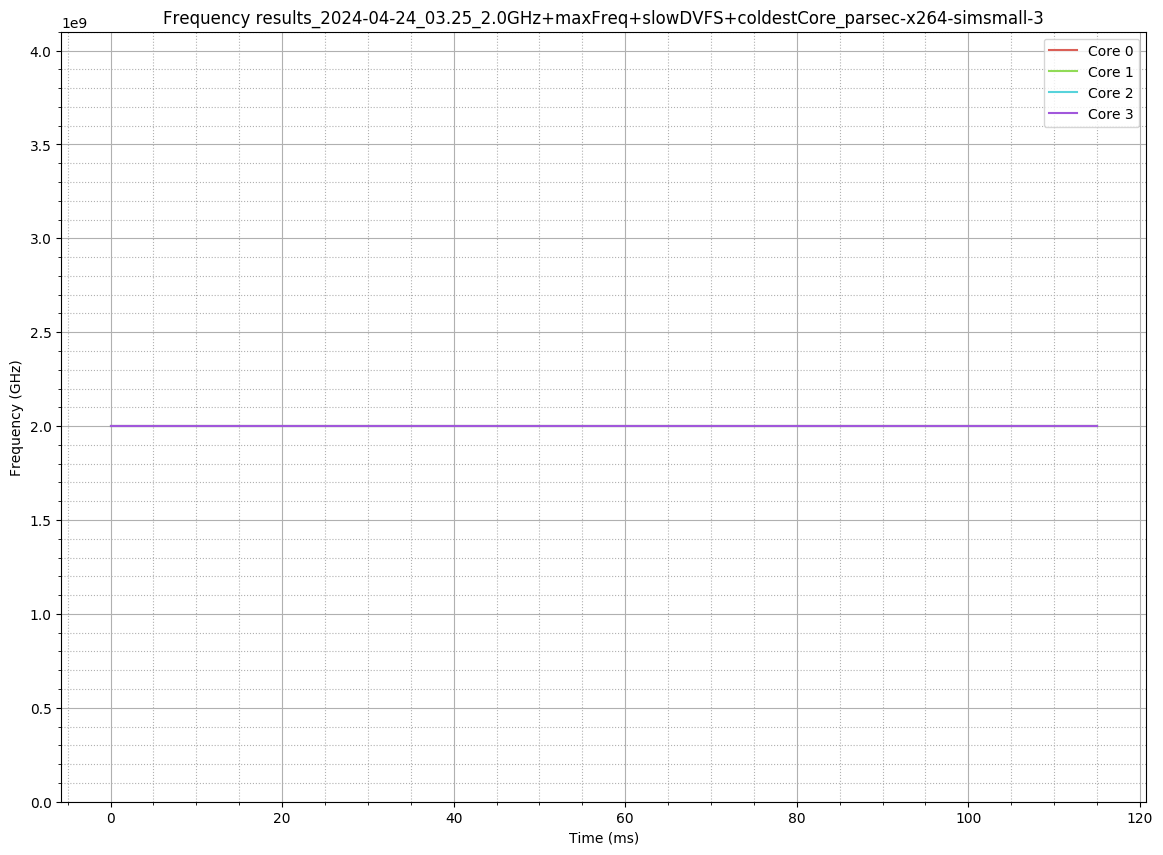 Frequency results_2024-04-24_03.25_2.0GHz+maxFreq+slowDVFS+coldestCore_parsec-x264-simsmall-3
1e9
Core 0
Core 1
Core 2
Core 3
4.0
3.5
3.0
2.5
2.0
1.5
1.0
0.5
0.0
Frequency (GHz)
0 20 40 60 80 100 120
Time (ms)